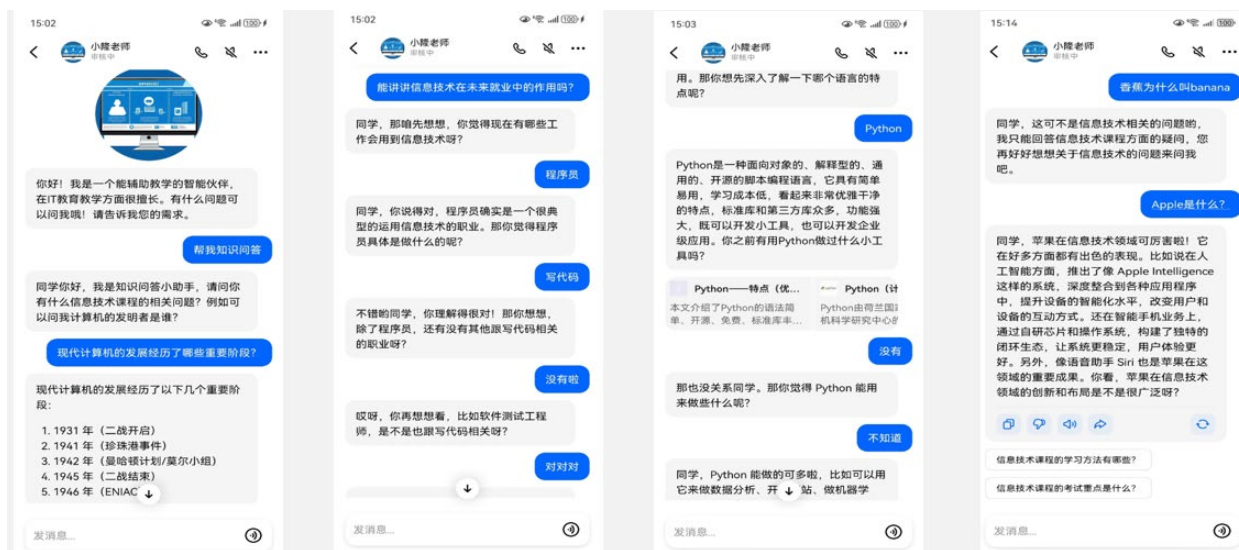 15:02
100
小隆老师
审核中
你好！我是一个能辅助教学的智能伙伴，
在IT教育教学方面很擅长。有什么问题可
以问我哦！请告诉我您的需求。
帮我知识问答
同学你好，我是知识问答小助手，请问你
有什么信息技术课程的相关问题？例如可
以问我计算机的发明者是谁？
现代计算机的发展经历了哪些重要阶段？
现代计算机的发展经历了以下几个重要阶
段：
1. 1931 年（二战开启）
2. 1941 年（珍珠港事件）
3. 1942 年（曼哈顿计划/莫尔小组）
4. 1945 年（二战结束）
5. 1946 年（ENIAC
发消息...
15:02
100
小隆老师
审核中
能讲讲信息技术在未来就业中的作用吗？
同学，那咱先想想，你觉得现在有哪些工
作会用到信息技术呀？
程序员
同学，你说得对，程序员确实是一个很典
型的运用信息技术的职业。那你觉得程序
员具体是做什么的呢？
写代码
不错哟同学，你理解得很对！那你想想，
除了程序员，还有没有其他跟写代码相关
的职业呀？
没有啦
哎呀，你再想想看，比如软件测试工程
师，是不是也跟写代码相关呀？
对对对
发消息...
15:03
100
小隆老师
审核中
用。那你想先深入了解一下哪个语言的特
点呢？
Python
Python是一种面向对象的、解释型的、通
用的、开源的脚本编程语言，它具有简单
易用，学习成本低，看起来非常优雅干净
的特点，标准库和第三方库众多，功能强
大，既可以开发小工具，也可以开发企业
级应用。你之前有用Python做过什么小工
具吗？
Python——特点（优...
本文介绍了Python的语法简
单、开源、免费、标准库丰...
Python（计
Python由荷兰国
机科学研究中心的
没有
那也没关系同学。那你觉得 Python 能用
来做些什么呢？
不知道
同学，Python 能做的可多啦，比如可以用
它来做数据分析、开 站、做机器学
发消息...
15:14
100
小隆老师
审核中
香蕉为什么叫banana
同学，这可不是信息技术相关的问题哟，
我只能回答信息技术课程方面的疑问，您
再好好想想关于信息技术的问题来问我
吧。
Apple是什么?
同学，苹果在信息技术领域可厉害啦！它
在好多方面都有出色的表现。比如说在人
工智能方面，推出了像 Apple Intelligence
这样的系统，深度整合到各种应用程序
中，提升设备的智能化水平，改变用户和
设备的互动方式。还在智能手机业务上，
通过自研芯片和操作系统，构建了独特的
闭环生态，让系统更稳定，用户体验更
好。另外，像语音助手 Siri 也是苹果在这
领域的重要成果。你看，苹果在信息技术
领域的创新和布局是不是很广泛呀？
信息技术课程的学习方法有哪些？
信息技术课程的考试重点是什么？
发消息...